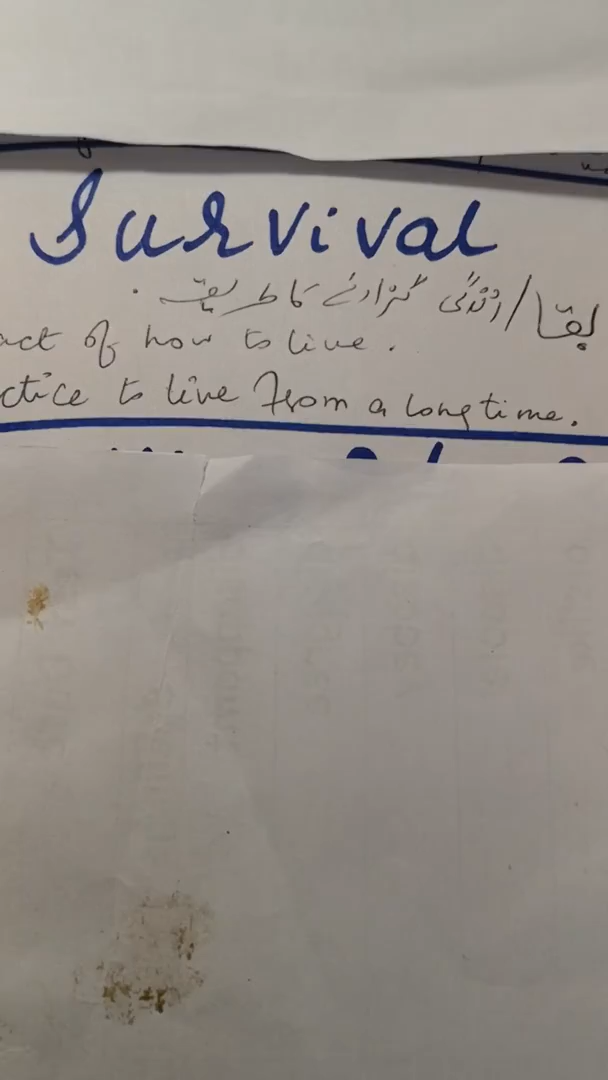 Survival
بقا/زندگی گزارنے کا طریقہ.
act of how to live.
ctice to live from a long time.